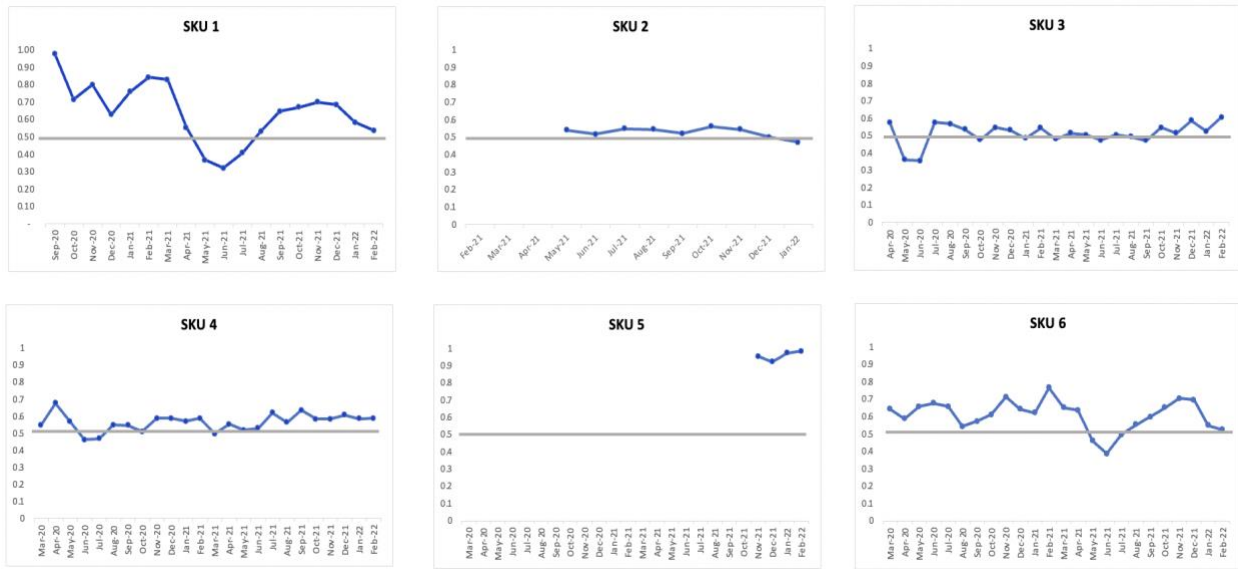 SKU 1
1.00
0.90
0.80
0.70
0.60
0.50
0.40
0.30
0.20
0.10
-
Sep-20
Oct-20
Nov-20
Dec-20
Jan-21
Feb-21
Mar-21
Apr-21
May-21
Jun-21
Jul-21
Aug-21
Sep-21
Oct-21
Nov-21
Dec-21
Jan-22
Feb-22
SKU 2
1
0.9
0.8
0.7
0.6
0.5
0.4
0.3
0.2
0.1
0
Feb-21
Mar-21
Apr-21
May-21
Jun-21
Jul-21
Aug-21
Sep-21
Oct-21
Nov-21
Dec-21
Jan-22
SKU 3
1
0.9
0.8
0.7
0.6
0.5
0.4
0.3
0.2
0.1
0
Apr-20
May-20
Jun-20
Jul-20
Aug-20
Sep-20
Oct-20
Nov-20
Dec-20
Jan-21
Feb-21
Mar-21
Apr-21
May-21
Jun-21
Jul-21
Aug-21
Sep-21
Oct-21
Nov-21
Dec-21
Jan-22
Feb-22
SKU 4
1
0.9
0.8
0.7
0.6
0.5
0.4
0.3
0.2
0.1
0
Mar-20
Apr-20
May-20
Jun-20
Jul-20
Aug-20
Sep-20
Oct-20
Nov-20
Dec-20
Jan-21
Feb-21
Mar-21
Apr-21
May-21
Jun-21
Jul-21
Aug-21
Sep-21
Oct-21
Nov-21
Dec-21
Jan-22
Feb-22
SKU 5
1
0.9
0.8
0.7
0.6
0.5
0.4
0.3
0.2
0.1
0
Mar-20
Apr-20
May-20
Jun-20
Jul-20
Aug-20
Sep-20
Oct-20
Nov-20
Dec-20
Jan-21
Feb-21
Mar-21
Apr-21
May-21
Jun-21
Jul-21
Aug-21
Sep-21
Oct-21
Nov-21
Dec-21
Jan-22
Feb-22
SKU 6
1
0.9
0.8
0.7
0.6
0.5
0.4
0.3
0.2
0.1
0
Mar-20
Apr-20
May-20
Jun-20
Jul-20
Aug-20
Sep-20
Oct-20
Nov-20
Dec-20
Jan-21
Feb-21
Mar-21
Apr-21
May-21
Jun-21
Jul-21
Aug-21
Sep-21
Oct-21
Nov-21
Dec-21
Jan-22
Feb-22